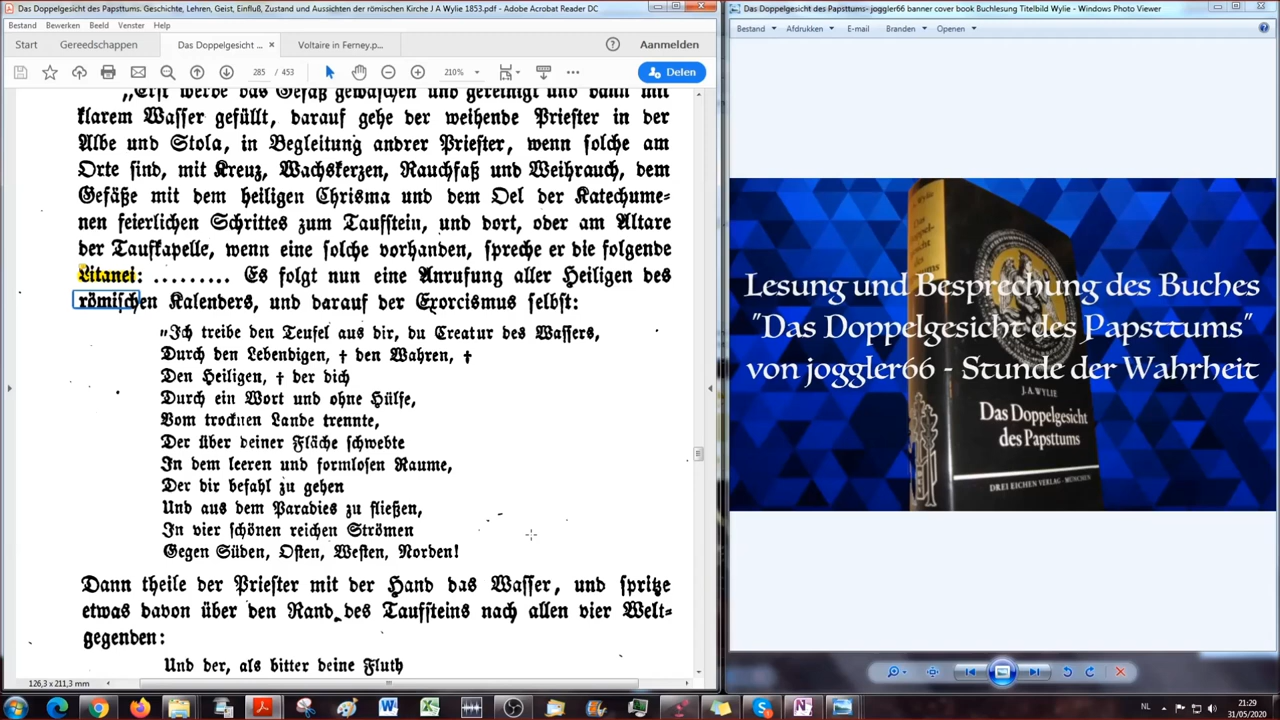 Das Doppelgesicht des Papsttums. Geschichte, Lehren, Geist, Einfluß, Zustand und Aussichten der römischen Kirche J A Wylie 1853.pdf - Adobe Acrobat Reader DC
Bestand Bewerken Beeld Venster Help
Start Gereedschappen Das Doppelgesicht ... × Voltaire in Ferney.p... Anmelden
285 / 453 210% Delen
„Erst werde das Gefäß gewaschen und gereinigt und dann mit
klarem Wasser gefüllt, darauf gehe der weihende Priester in der
Albe und Stola, in Begleitung andrer Priester, wenn solche am
Orte sind, mit Kreuz, Wachskerzen, Rauchfaß und Weihrauch, dem
Gefäße mit dem heiligen Chrisma und dem Oel der Katechume-
nen feierlichen Schrittes zum Taufstein, und dort, oder am Altare
der Taufkapelle, wenn eine solche vorhanden, spreche er die folgende
Litanei: ......... Es folgt nun eine Anrufung aller Heiligen des
römischen Kalenders, und darauf der Exorcismus selbst:
„Ich treibe den Teufel aus dir, du Creatur des Wassers,
Durch den Lebendigen, † den Wahren, †
Den Heiligen, † der dich
Durch ein Wort und ohne Hülfe,
Vom trocknen Lande trennte,
Der über deiner Fläche schwebte
In dem leeren und formlosen Raume,
Der dir befahl zu gehen
Und aus dem Paradies zu fließen,
In vier schönen reichen Strömen
Gegen Süden, Osten, Westen, Norden!
Dann theile der Priester mit der Hand das Wasser, und spritze
etwas davon über den Rand des Taufsteins nach allen vier Welt-
gegenden:
Und der, als bitter deine Fluth
126,3 x 211,3 mm
Das Doppelgesicht des Papsttums- joggler66 banner cover book Buchlesung Titelbild Wylie - Windows Photo Viewer
Bestand Afdrukken E-mail Branden Openen
Lesung und Besprechung des Buches
"Das Doppelgesicht des Papsttums"
von joggler66 - Stunde der Wahrheit
J.A.WYLIE
Das Doppelgesicht
des Papsttums
DREI EICHEN VERLAG · MÜNCHEN
NL 21:29
31/05/2020